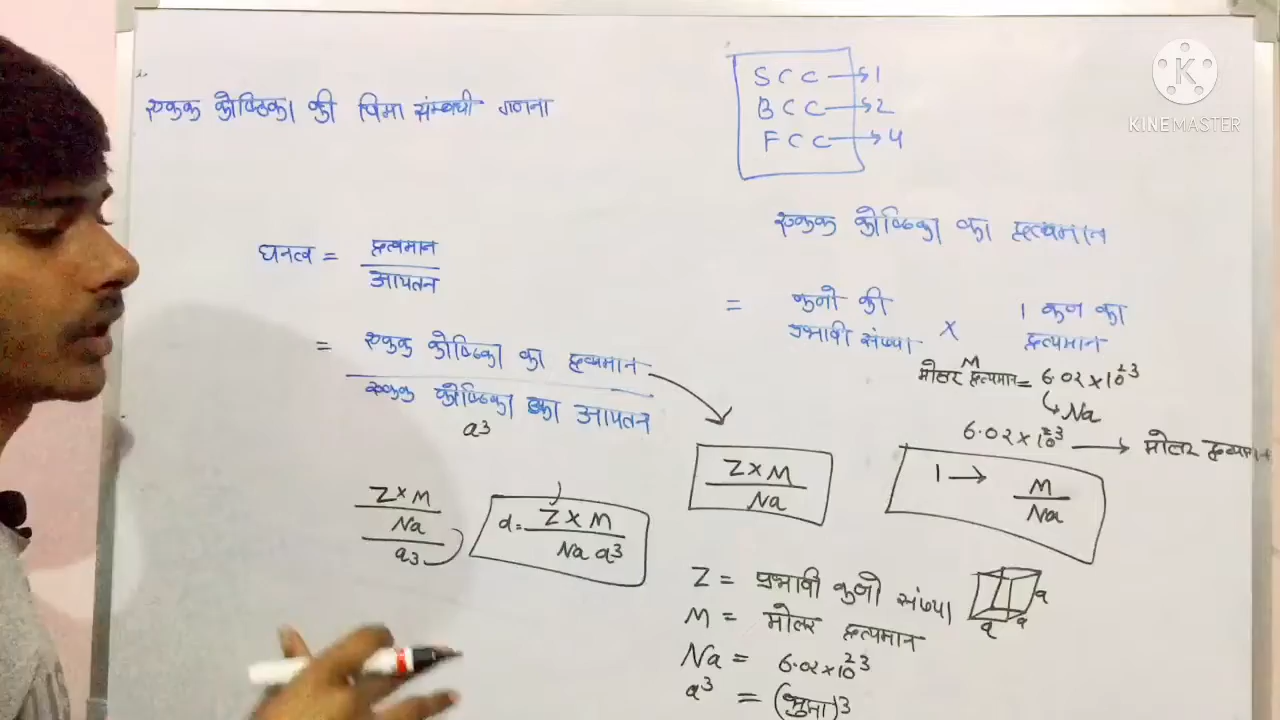 एकक कोष्ठिका की विमा संम्बधी गणना
घनत्व = द्रव्यमान / आयतन
= एकक कोष्ठिका का द्रव्यमान / एकक कोष्ठिका का आयतन
a³
Z×M / Na / a³
d = Z×M / Na a³
SCC → 1
BCC → 2
FCC → 4
KINEMASTER
एकक कोष्ठिका का द्रव्यमान
= कणो की प्रभावी संख्या × 1 कण का द्रव्यमान
M
मोलर द्रव्यमान = 6.02×10²³
↳ Na
6.02×10²³ → मोलर द्रव्यमान
Z×M / Na
1 → M / Na
Z = प्रभावी कणो संख्या
a
a a
M = मोलर द्रव्यमान
Na = 6.02×10²³
a³ = (भुजा)³